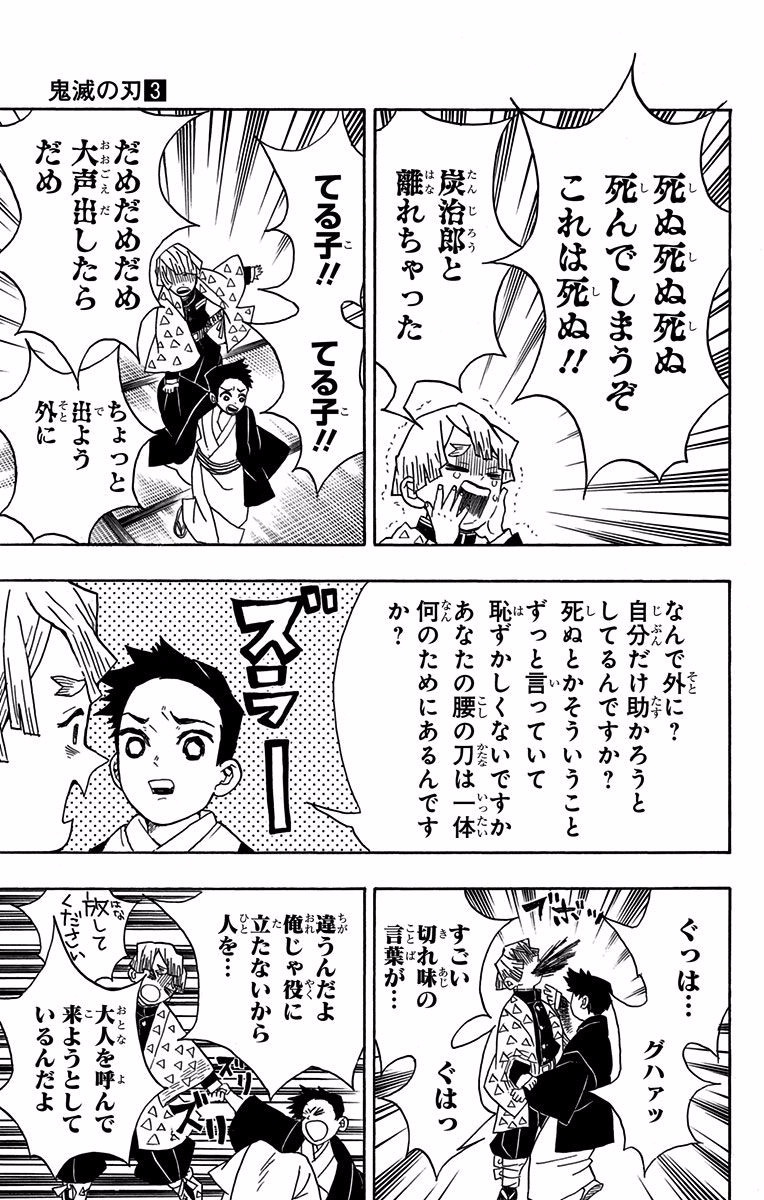 鬼滅の刃3
死ぬ死ぬ死ぬ
死んでしまうぞ
これは死ぬ!!
炭治郎と
離れちゃった
てる子!!
てる子!!
だめだめだめ
大声出したら
だめ
ちょっと
出よう
外に
なんで外に?
自分だけ助かろうと
してるんですか?
死ぬとかそういうこと
ずっと言っていて
恥ずかしくないですか
あなたの腰の刀は一体
何のためにあるんです
か?
ズヌラー
ぐっは…
グハァッ
ぐはっ
すごい
切れ味の
言葉が…
違うんだよ
俺じゃ役に
立たないから
人を…
大人を呼んで
来ようとして
いるんだよ
放して
ください
ズリ
ズリ